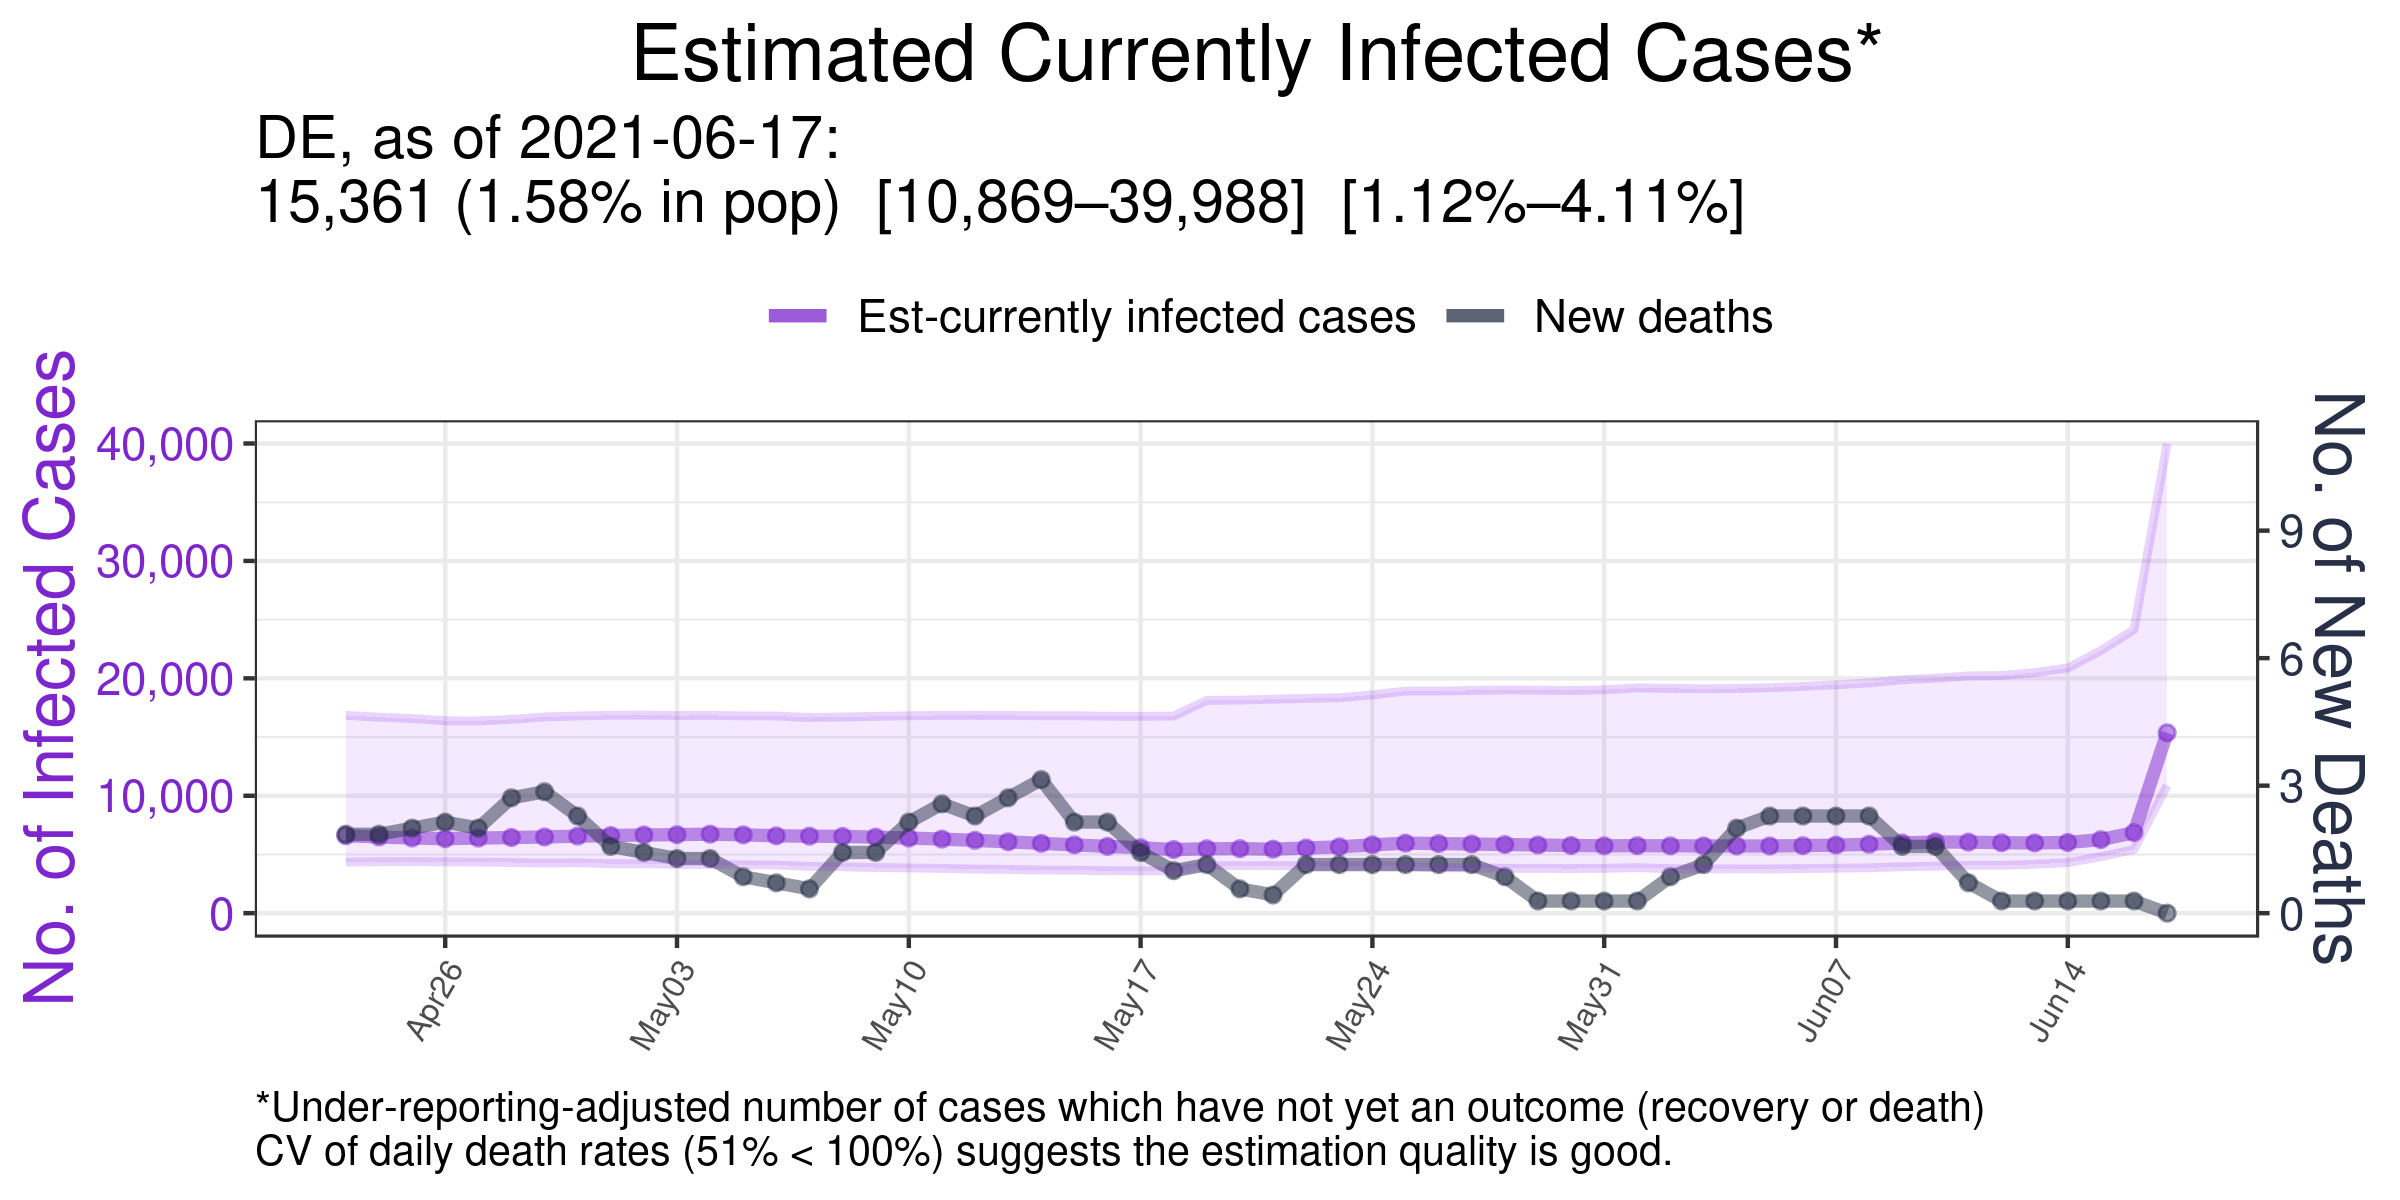 Estimated Currently Infected Cases*
DE, as of 2021-06-17:
15,361 (1.58% in pop)  [10,869–39,988]  [1.12%–4.11%]
Est-currently infected cases
New deaths
No. of Infected Cases
40,000
30,000
20,000
10,000
0
9
6
3
0
No. of New Deaths
Apr26
May03
May10
May17
May24
May31
Jun07
Jun14
*Under-reporting-adjusted number of cases which have not yet an outcome (recovery or death)
CV of daily death rates (51% < 100%) suggests the estimation quality is good.